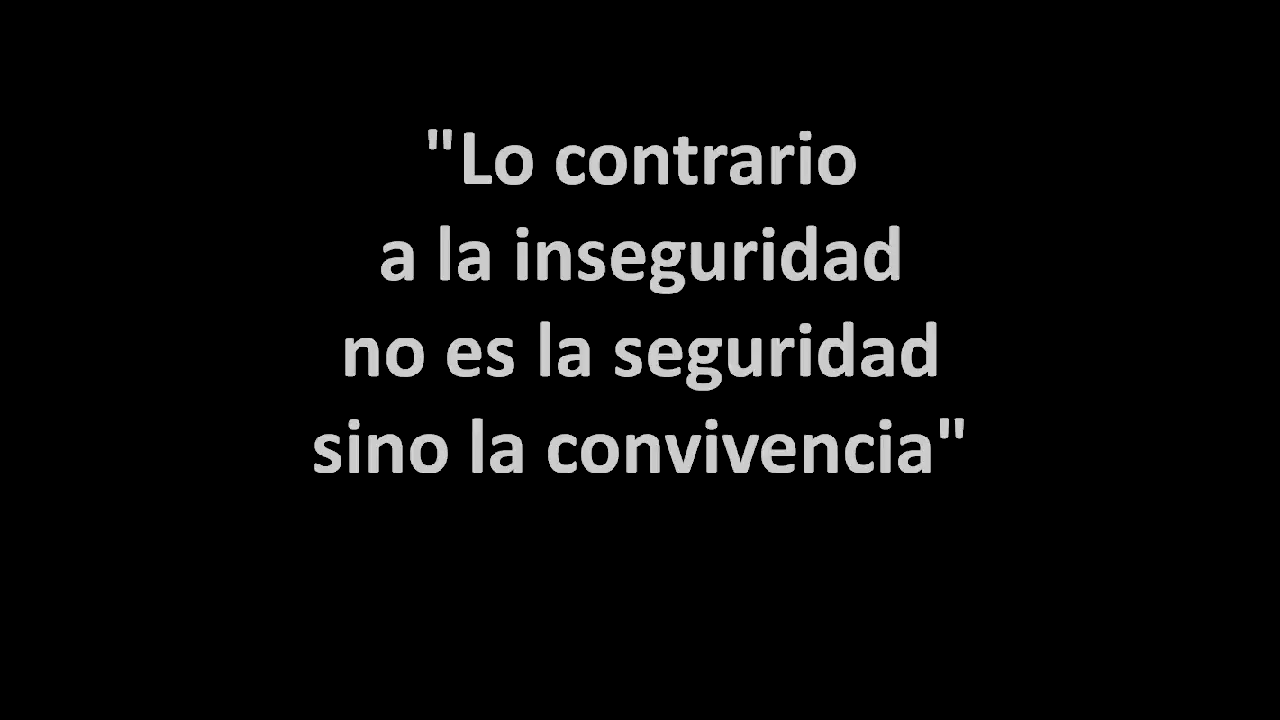 "Lo contrario
a la inseguridad
no es la seguridad
sino la convivencia"